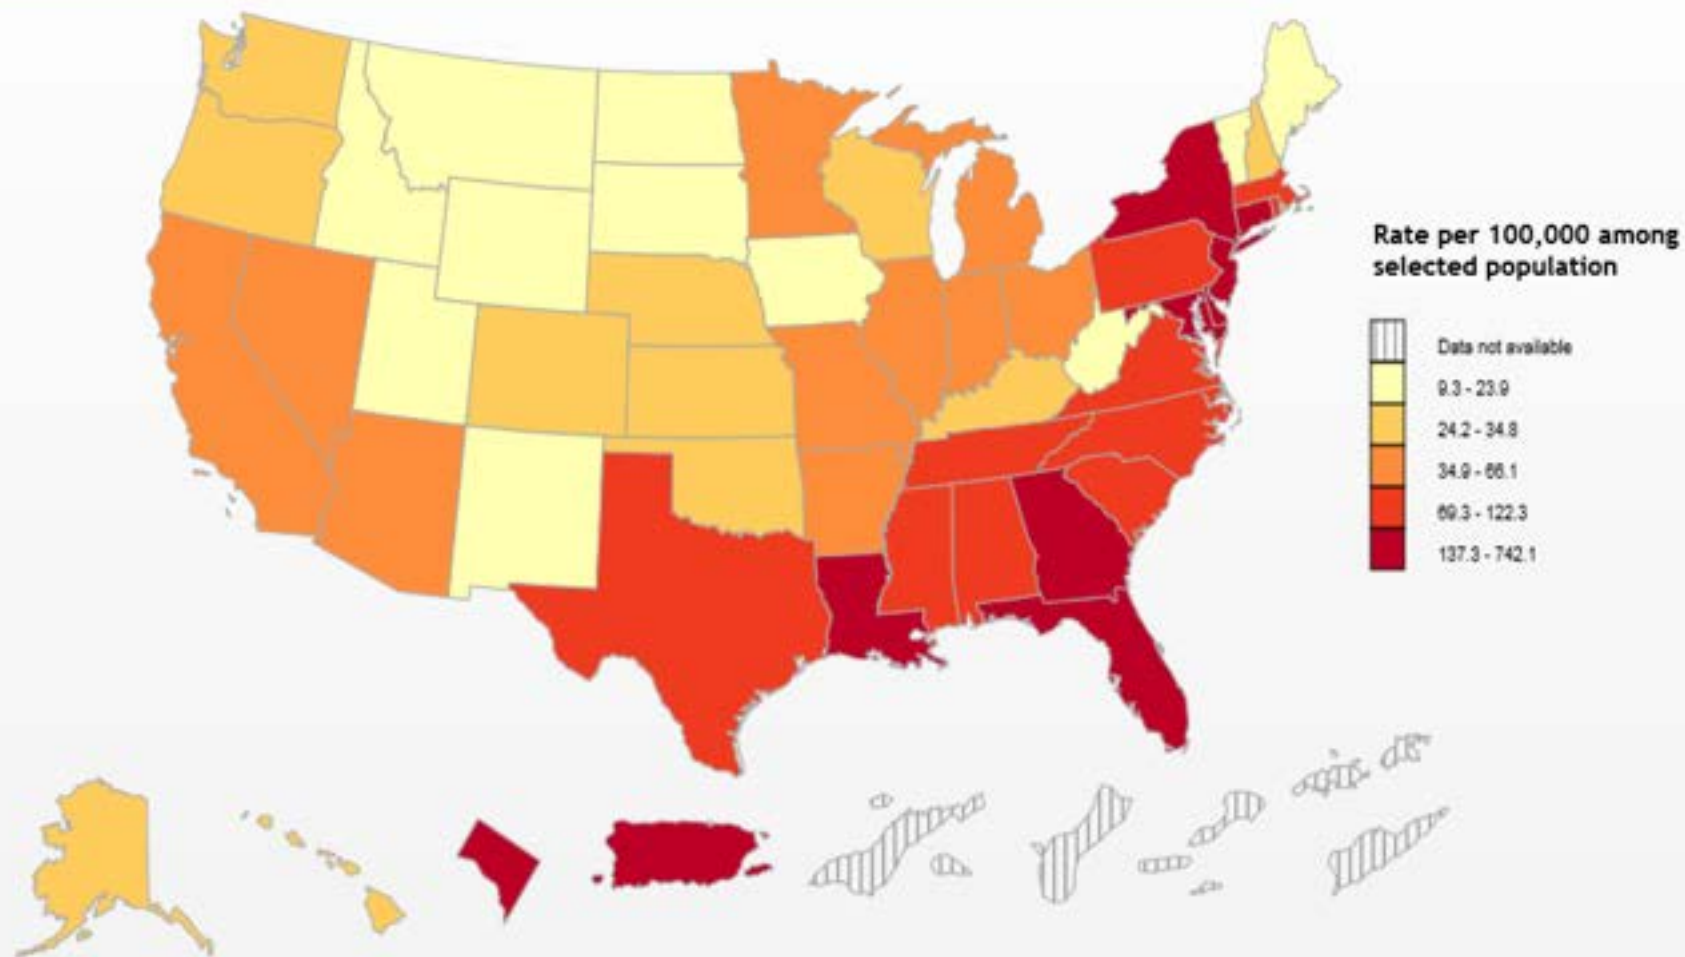 Rate per 100,000 among
selected population
Data not available
9.3 - 23.9
24.2 - 34.8
34.9 - 66.1
69.3 - 122.3
137.3 - 742.1